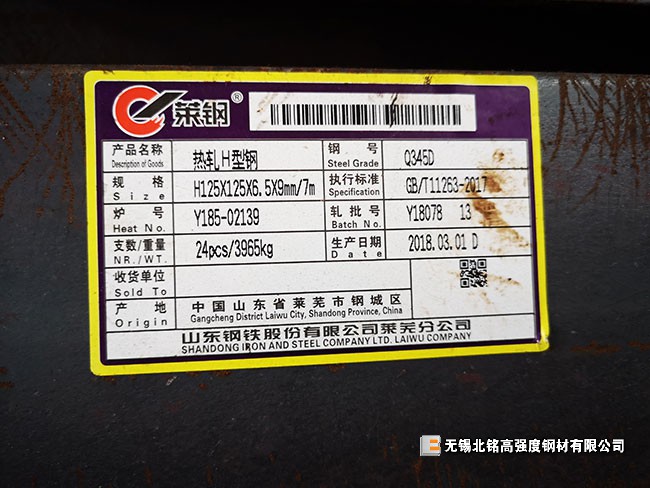 莱钢®
产品名称 热轧H型钢 钢号 Q345D
Description of Goods Steel Grade
规格 H125X125X6.5X9mm/7m 执行标准 GB/T11263-2017
Size Specification
炉号 Y185-02139 轧批号 Y18078 13
Heat No. Batch No.
支数/重量 24pcs/3965kg 生产日期 2018.03.01 D
NR./WT. Date
收货单位
Sold To
产地 中国山东省莱芜市钢城区
Origin Gangcheng District Laiwu City, Shandong Province, China
山东钢铁股份有限公司莱芜分公司
SHANDONG IRON AND STEEL COMPANY LTD. LAIWU COMPANY
无锡北铭高强度钢材有限公司